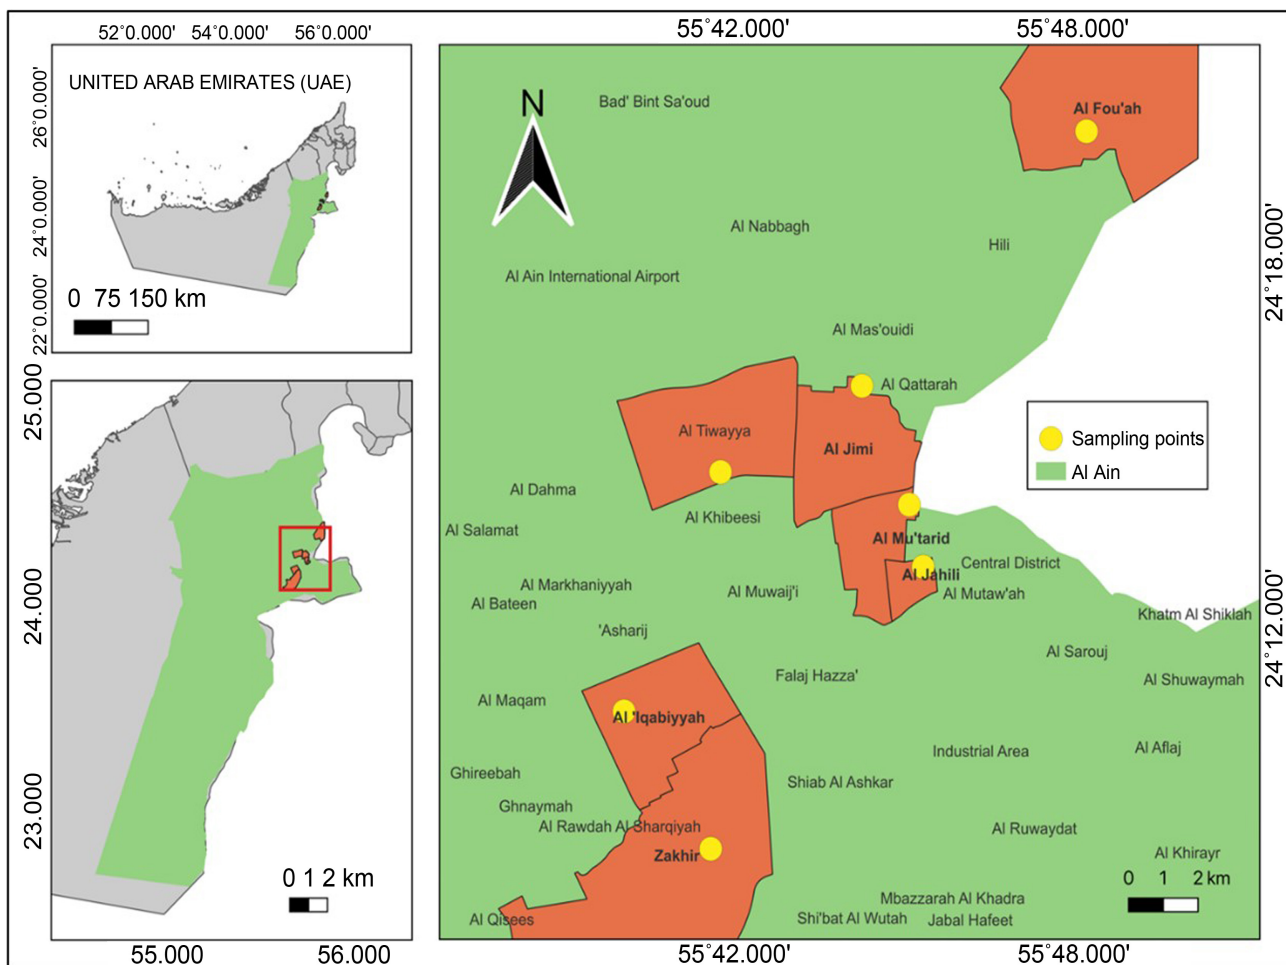 52°0.000' 54°0.000' 56°0.000'
26°0.000'
24°0.000'
22°0.000'
UNITED ARAB EMIRATES (UAE)
0 75 150 km
25.000
24.000
23.000
0 1 2 km
55.000 56.000
55°42.000' 55°48.000'
N
Bad' Bint Sa'oud
Al Fou'ah
Al Nabbagh
Hili
Al Ain International Airport
24°18.000'
Al Mas'ouidi
Al Qattarah
Al Tiwayya
Al Jimi
Sampling points
Al Ain
Al Dahma
Al Khibeesi
Al Salamat
Al Mu'tarid
Central District
Al Jahili
Al Markhaniyyah
Al Muwaij'i
Al Mutaw'ah
Al Bateen
Khatm Al Shiklah
24°12.000'
'Asharij
Al Sarouj
Falaj Hazza'
Al Shuwaymah
Al Maqam
Al 'Iqabiyyah
Industrial Area
Al Aflaj
Ghireebah
Shiab Al Ashkar
Ghnaymah
Al Rawdah Al Sharqiyah
Al Ruwaydat
Zakhir
Al Khirayr
0 1 2 km
Mbazzarah Al Khadra
Al Qisees
Shi'bat Al Wutah
Jabal Hafeet
55°42.000' 55°48.000'